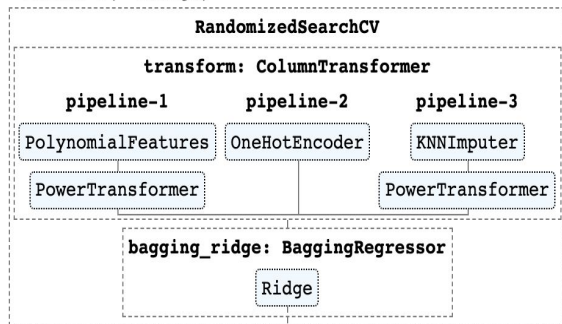 RandomizedSearchCV
transform: ColumnTransformer
pipeline-1 pipeline-2 pipeline-3
PolynomialFeatures OneHotEncoder KNNImputer
PowerTransformer PowerTransformer
bagging_ridge: BaggingRegressor
Ridge